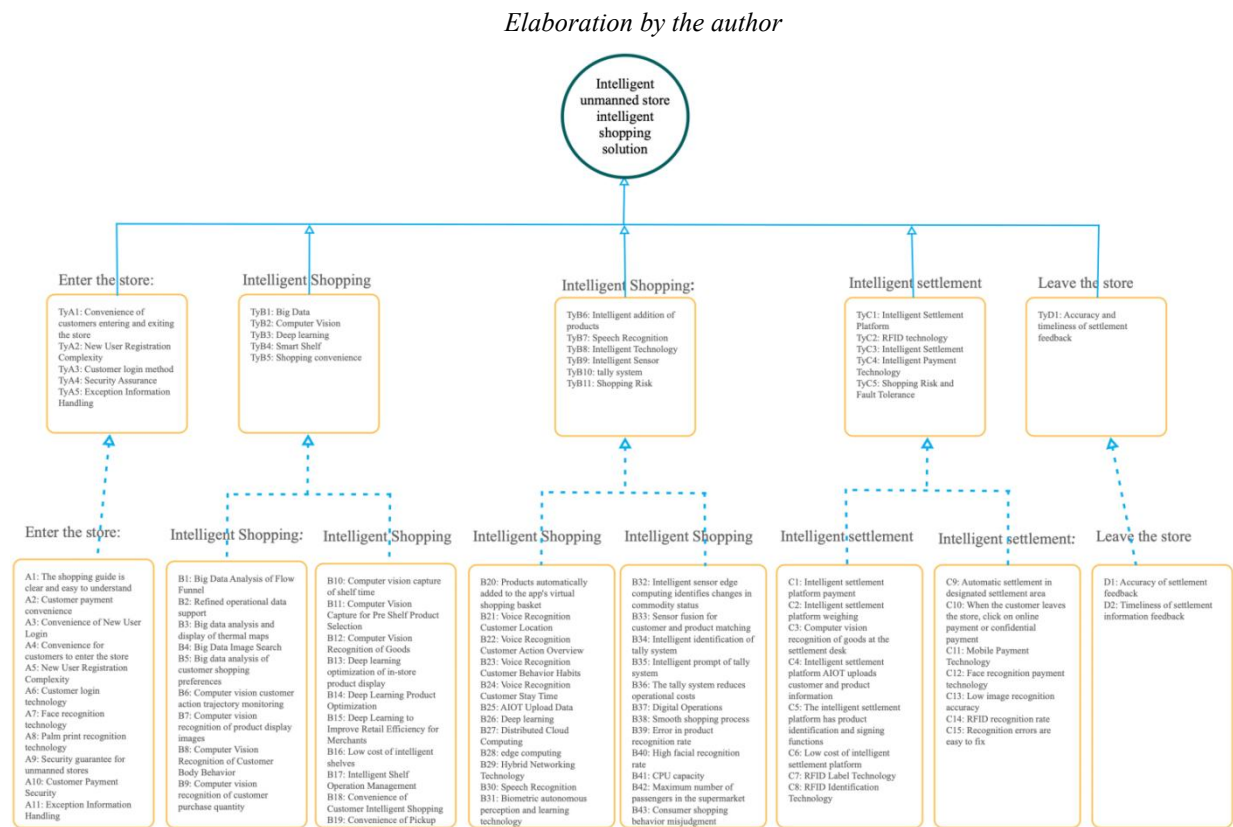 Elaboration by the author
Intelligent
unmanned store
intelligent
shopping
solution
Enter the store:
TyA1: Convenience of
customers entering and exiting
the store
TyA2: New User Registration
Complexity
TyA3: Customer login method
TyA4: Security Assurance
TyA5: Exception Information
Handling
Intelligent Shopping
TyB1: Big Data
TyB2: Computer Vision
TyB3: Deep learning
TyB4: Smart Shelf
TyB5: Shopping convenience
Intelligent Shopping:
TyB6: Intelligent addition of
products
TyB7: Speech Recognition
TyB8: Intelligent Technology
TyB9: Intelligent Sensor
TyB10: tally system
TyB11: Shopping Risk
Intelligent settlement
TyC1: Intelligent Settlement
Platform
TyC2: RFID technology
TyC3: Intelligent Settlement
TyC4: Intelligent Payment
Technology
TyC5: Shopping Risk and
Fault Tolerance
Leave the store
TyD1: Accuracy and
timeliness of settlement
feedback
Enter the store:
A1: The shopping guide is
clear and easy to understand
A2: Customer payment
convenience
A3: Convenience of New User
Login
A4: Convenience for
customers to enter the store
A5: New User Registration
Complexity
A6: Customer login
technology
A7: Face recognition
technology
A8: Palm print recognition
technology
A9: Security guarantee for
unmanned stores
A10: Customer Payment
Security
A11: Exception Information
Handling
Intelligent Shopping:
B1: Big Data Analysis of Flow
Funnel
B2: Refined operational data
support
B3: Big data analysis and
display of thermal maps
B4: Big Data Image Search
B5: Big data analysis of
customer shopping
preferences
B6: Computer vision customer
action trajectory monitoring
B7: Computer vision
recognition of product display
images
B8: Computer Vision
Recognition of Customer
Body Behavior
B9: Computer vision
recognition of customer
purchase quantity
Intelligent Shopping
B10: Computer vision capture
of shelf time
B11: Computer Vision
Capture for Pre Shelf Product
Selection
B12: Computer Vision
Recognition of Goods
B13: Deep learning
optimization of in-store
product display
B14: Deep Learning Product
Optimization
B15: Deep Learning to
Improve Retail Efficiency for
Merchants
B16: Low cost of intelligent
shelves
B17: Intelligent Shelf
Operation Management
B18: Convenience of
Customer Intelligent Shopping
B19: Convenience of Pickup
Intelligent Shopping
B20: Products automatically
added to the app's virtual
shopping basket
B21: Voice Recognition
Customer Location
B22: Voice Recognition
Customer Action Overview
B23: Voice Recognition
Customer Behavior Habits
B24: Voice Recognition
Customer Stay Time
B25: AIOT Upload Data
B26: Deep learning
B27: Distributed Cloud
Computing
B28: edge computing
B29: Hybrid Networking
Technology
B30: Speech Recognition
B31: Biometric autonomous
perception and learning
technology
Intelligent Shopping
B32: Intelligent sensor edge
computing identifies changes in
commodity status
B33: Sensor fusion for
customer and product matching
B34: Intelligent identification of
tally system
B35: Intelligent prompt of tally
system
B36: The tally system reduces
operational costs
B37: Digital Operations
B38: Smooth shopping process
B39: Error in product
recognition rate
B40: High facial recognition
rate
B41: CPU capacity
B42: Maximum number of
passengers in the supermarket
B43: Consumer shopping
behavior misjudgment
Intelligent settlement
C1: Intelligent settlement
platform payment
C2: Intelligent settlement
platform weighing
C3: Computer vision
recognition of goods at the
settlement desk
C4: Intelligent settlement
platform AIOT uploads
customer and product
information
C5: The intelligent settlement
platform has product
identification and signing
functions
C6: Low cost of intelligent
settlement platform
C7: RFID Label Technology
C8: RFID Identification
Technology
Intelligent settlement:
C9: Automatic settlement in
designated settlement area
C10: When the customer leaves
the store, click on online
payment or confidential
payment
C11: Mobile Payment
Technology
C12: Face recognition payment
technology
C13: Low image recognition
accuracy
C14: RFID recognition rate
C15: Recognition errors are
easy to fix
Leave the store
D1: Accuracy of settlement
feedback
D2: Timeliness of settlement
information feedback